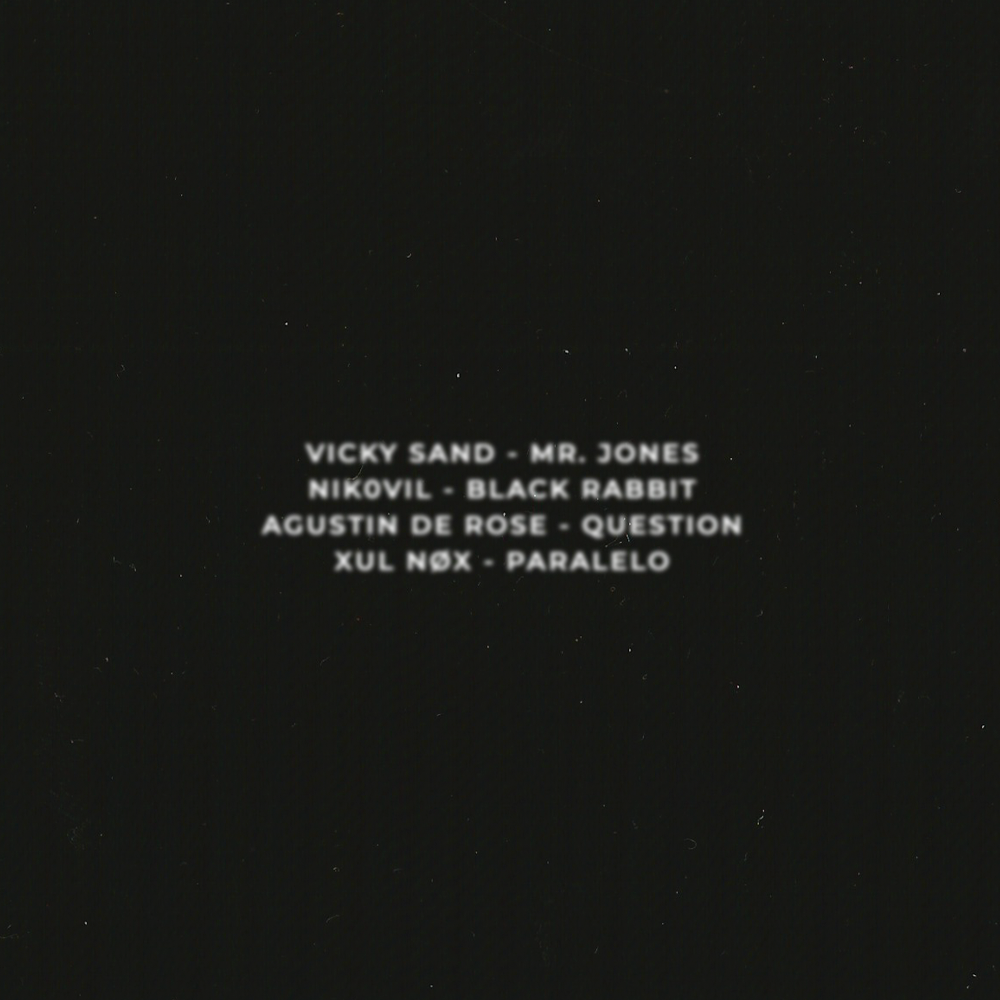 VICKY SAND - MR. JONES
NIK0VIL - BLACK RABBIT
AGUSTIN DE ROSE - QUESTION
XUL NØX - PARALELO